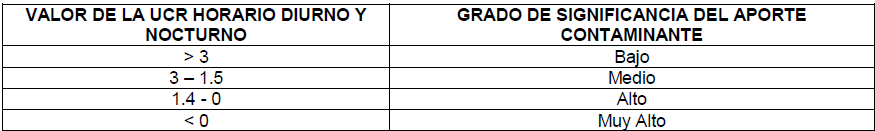 VALOR DE LA UCR HORARIO DIURNO Y NOCTURNO | GRADO DE SIGNIFICANCIA DEL APORTE CONTAMINANTE
> 3 | Bajo
3 – 1.5 | Medio
1.4 - 0 | Alto
< 0 | Muy Alto